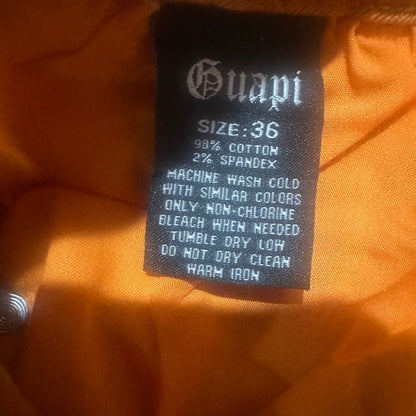 Guapi
SIZE:36
98% COTTON
2% SPANDEX
MACHINE WASH COLD
WITH SIMILAR COLORS
ONLY NON-CHLORINE
BLEACH WHEN NEEDED
TUMBLE DRY LOW
DO NOT DRY CLEAN
WARM IRON